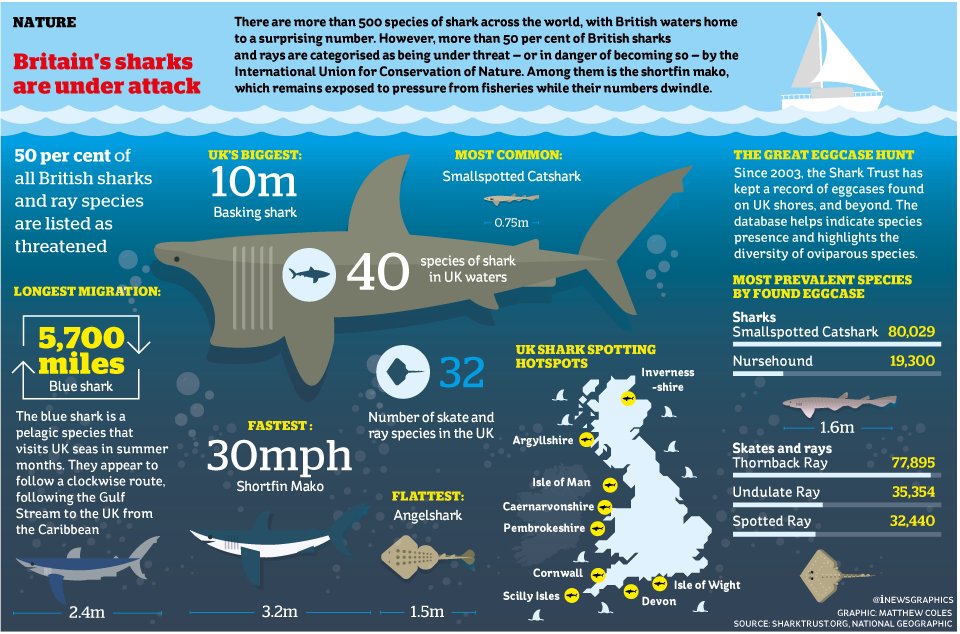 NATURE
Britain's sharks
are under attack
There are more than 500 species of shark across the world, with British waters home
to a surprising number. However, more than 50 per cent of British sharks
and rays are categorised as being under threat – or in danger of becoming so – by the
International Union for Conservation of Nature. Among them is the shortfin mako,
which remains exposed to pressure from fisheries while their numbers dwindle.
50 per cent of
all British sharks
and ray species
are listed as
threatened
UK'S BIGGEST:
10m
Basking shark
MOST COMMON:
Smallspotted Catshark
0.75m
40
species of shark
in UK waters
THE GREAT EGGCASE HUNT
Since 2003, the Shark Trust has
kept a record of eggcases found
on UK shores, and beyond. The
database helps indicate species
presence and highlights the
diversity of oviparous species.
LONGEST MIGRATION:
5,700
miles
Blue shark
The blue shark is a
pelagic species that
visits UK seas in summer
months. They appear to
follow a clockwise route,
following the Gulf
Stream to the UK from
the Caribbean
2.4m
32
Number of skate and
ray species in the UK
FASTEST :
30mph
Shortfin Mako
3.2m
FLATTEST:
Angelshark
1.5m
UK SHARK SPOTTING
HOTSPOTS
Inverness
-shire
Argyllshire
Isle of Man
Caernarvonshire
Pembrokeshire
Cornwall
Scilly Isles
Isle of Wight
Devon
MOST PREVALENT SPECIES
BY FOUND EGGCASE
Sharks
Smallspotted Catshark 80,029
Nursehound 19,300
1.6m
Skates and rays
Thornback Ray 77,895
Undulate Ray 35,354
Spotted Ray 32,440
@iNEWSGRAPHICS
GRAPHIC: MATTHEW COLES
SOURCE: SHARKTRUST.ORG, NATIONAL GEOGRAPHIC